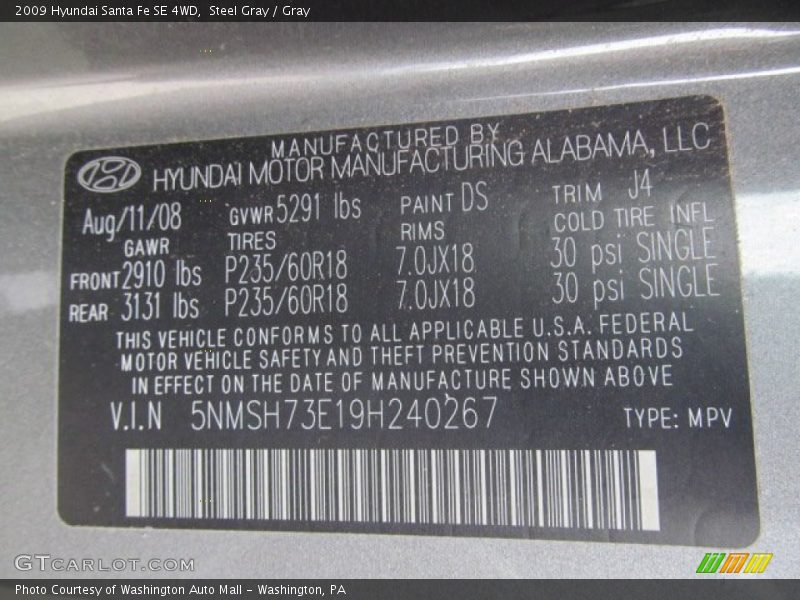 2009 Hyundai Santa Fe SE 4WD, Steel Gray / Gray
MANUFACTURED BY
HYUNDAI MOTOR MANUFACTURING ALABAMA, LLC
Aug/11/08 GVWR 5291 lbs PAINT DS TRIM J4
GAWR TIRES RIMS COLD TIRE INFL
FRONT 2910 lbs P235/60R18 7.0JX18 30 psi SINGLE
REAR 3131 lbs P235/60R18 7.0JX18 30 psi SINGLE
THIS VEHICLE CONFORMS TO ALL APPLICABLE U.S.A. FEDERAL
MOTOR VEHICLE SAFETY AND THEFT PREVENTION STANDARDS
IN EFFECT ON THE DATE OF MANUFACTURE SHOWN ABOVE
V.I.N 5NMSH73E19H240267 TYPE: MPV
GTCARLOT.COM
Photo Courtesy of Washington Auto Mall - Washington, PA